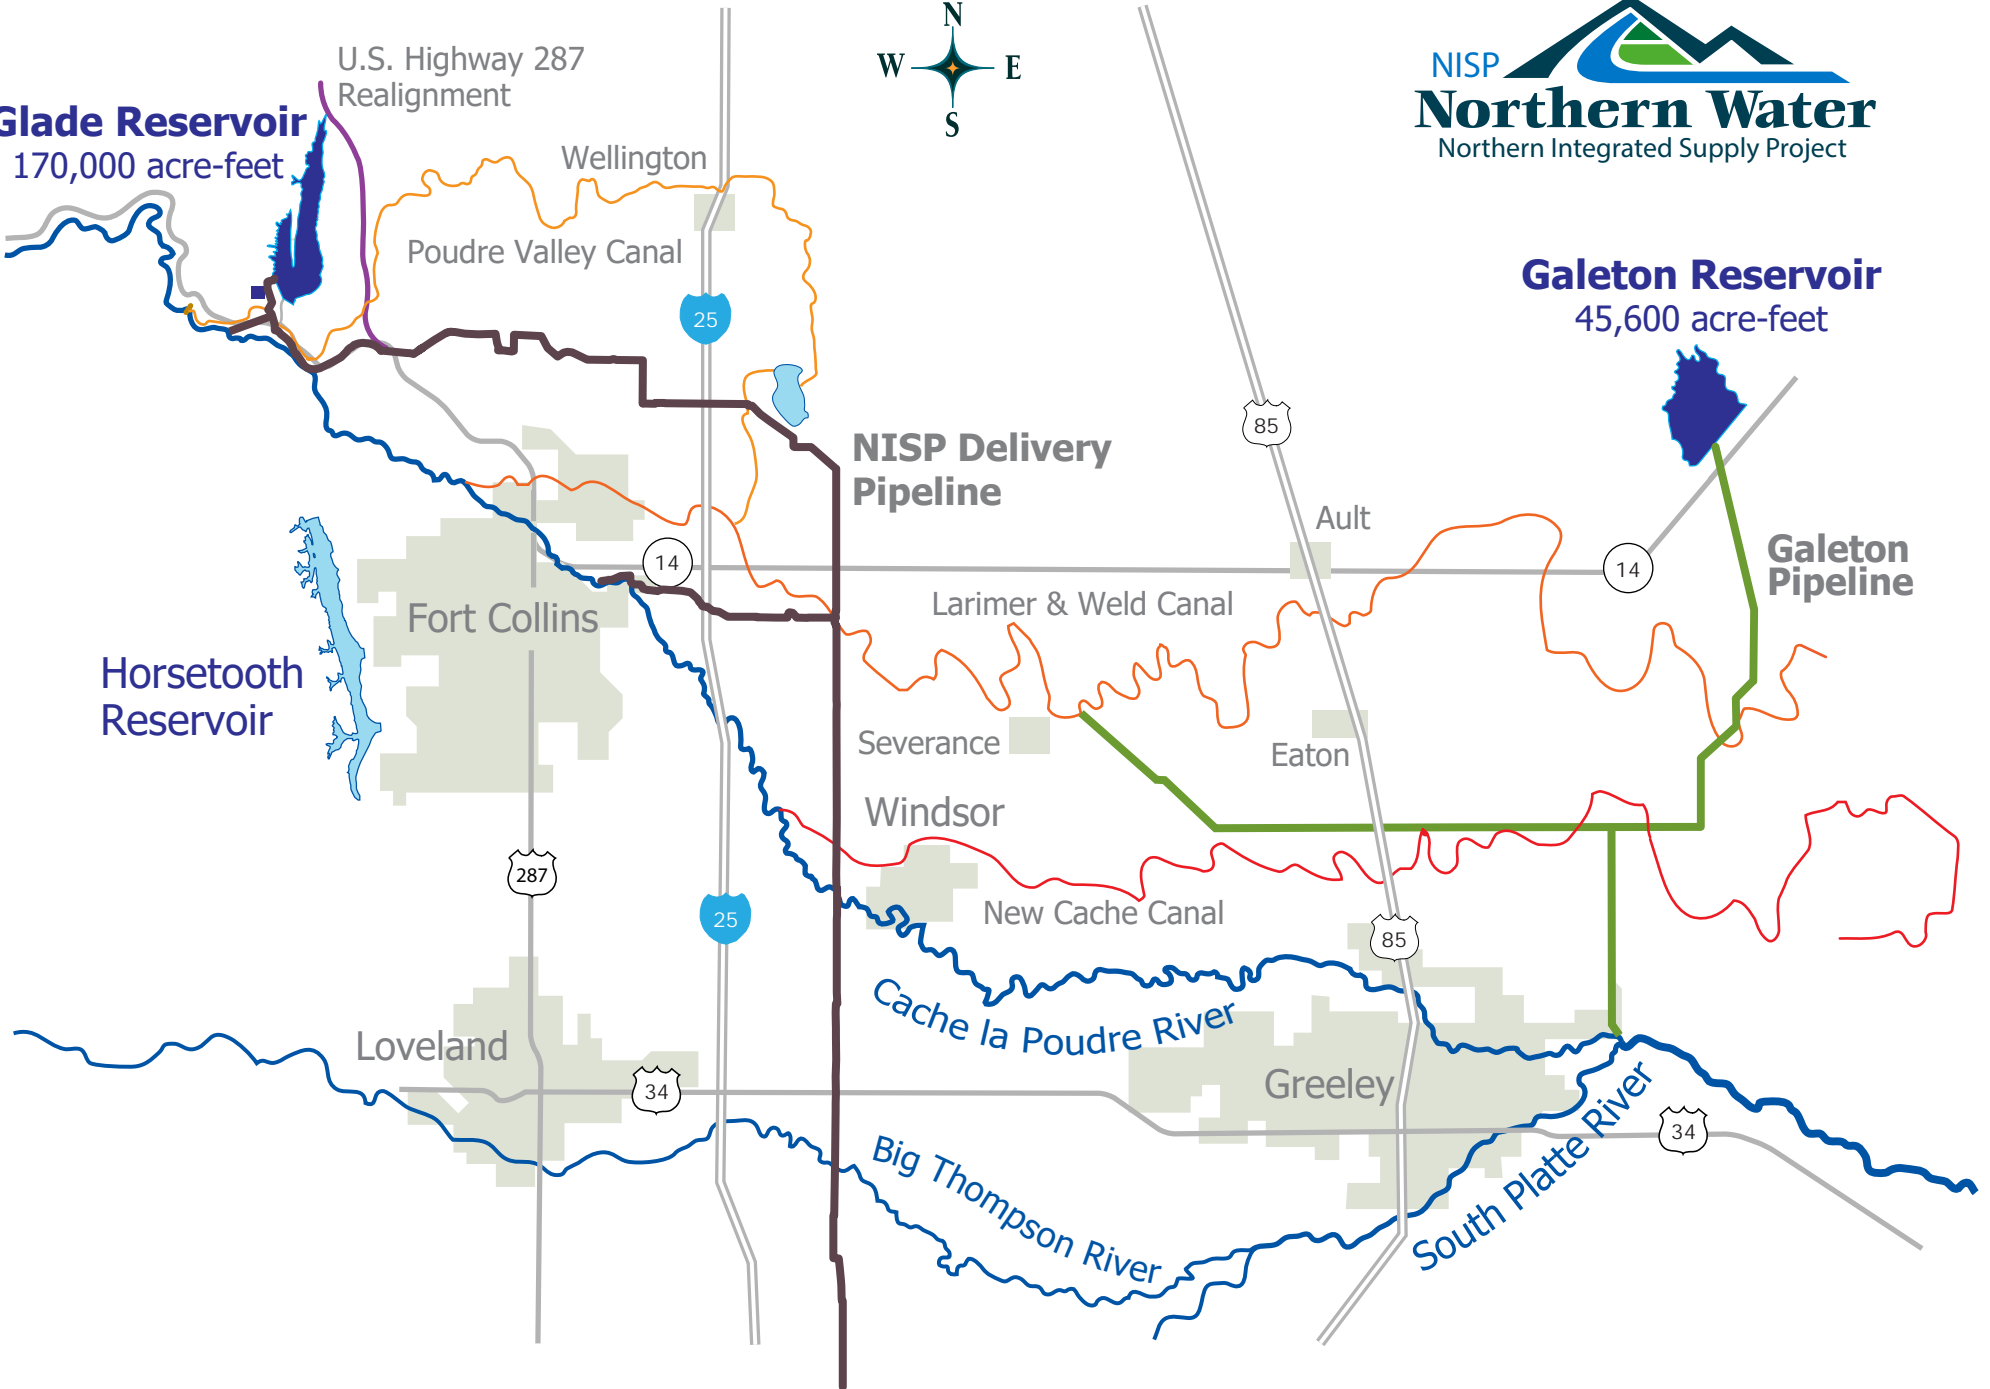 N
W
E
S
NISP
Northern Water
Northern Integrated Supply Project
U.S. Highway 287
Realignment
Glade Reservoir
170,000 acre-feet
Wellington
Poudre Valley Canal
25
Galeton Reservoir
45,600 acre-feet
85
NISP Delivery
Pipeline
Ault
14
14
Galeton
Pipeline
Larimer & Weld Canal
Fort Collins
Horsetooth
Reservoir
Severance
Eaton
Windsor
287
25
New Cache Canal
85
Cache la Poudre River
Loveland
34
Greeley
34
Big Thompson River
South Platte River